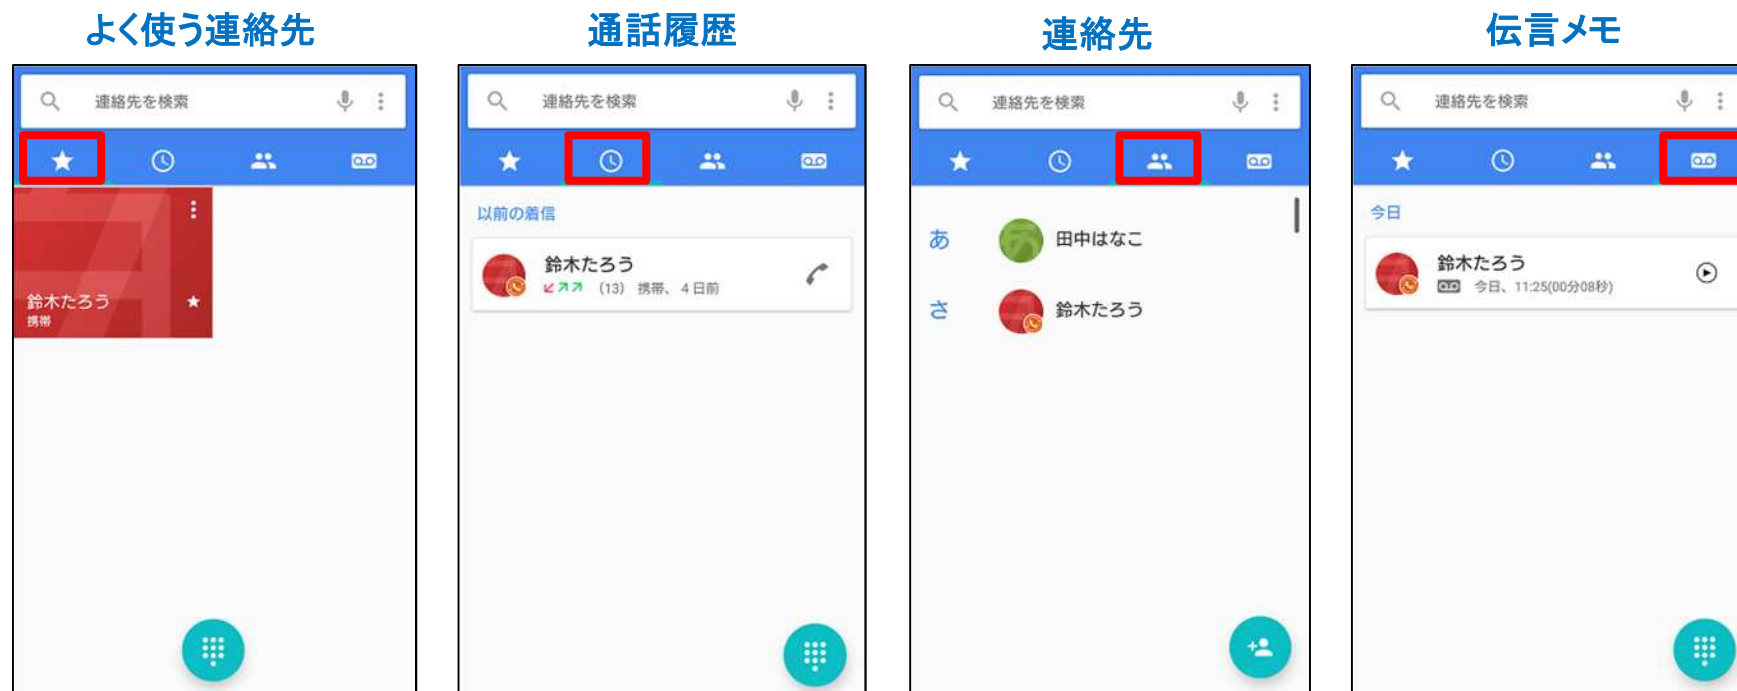 よく使う連絡先
連絡先を検索
鈴木たろう
携帯
通話履歴
連絡先を検索
以前の着信
鈴木たろう
(13) 携帯、4日前
連絡先
連絡先を検索
あ
あ
田中はなこ
さ
鈴木たろう
伝言メモ
連絡先を検索
今日
鈴木たろう
今日、11:25(00分08秒)